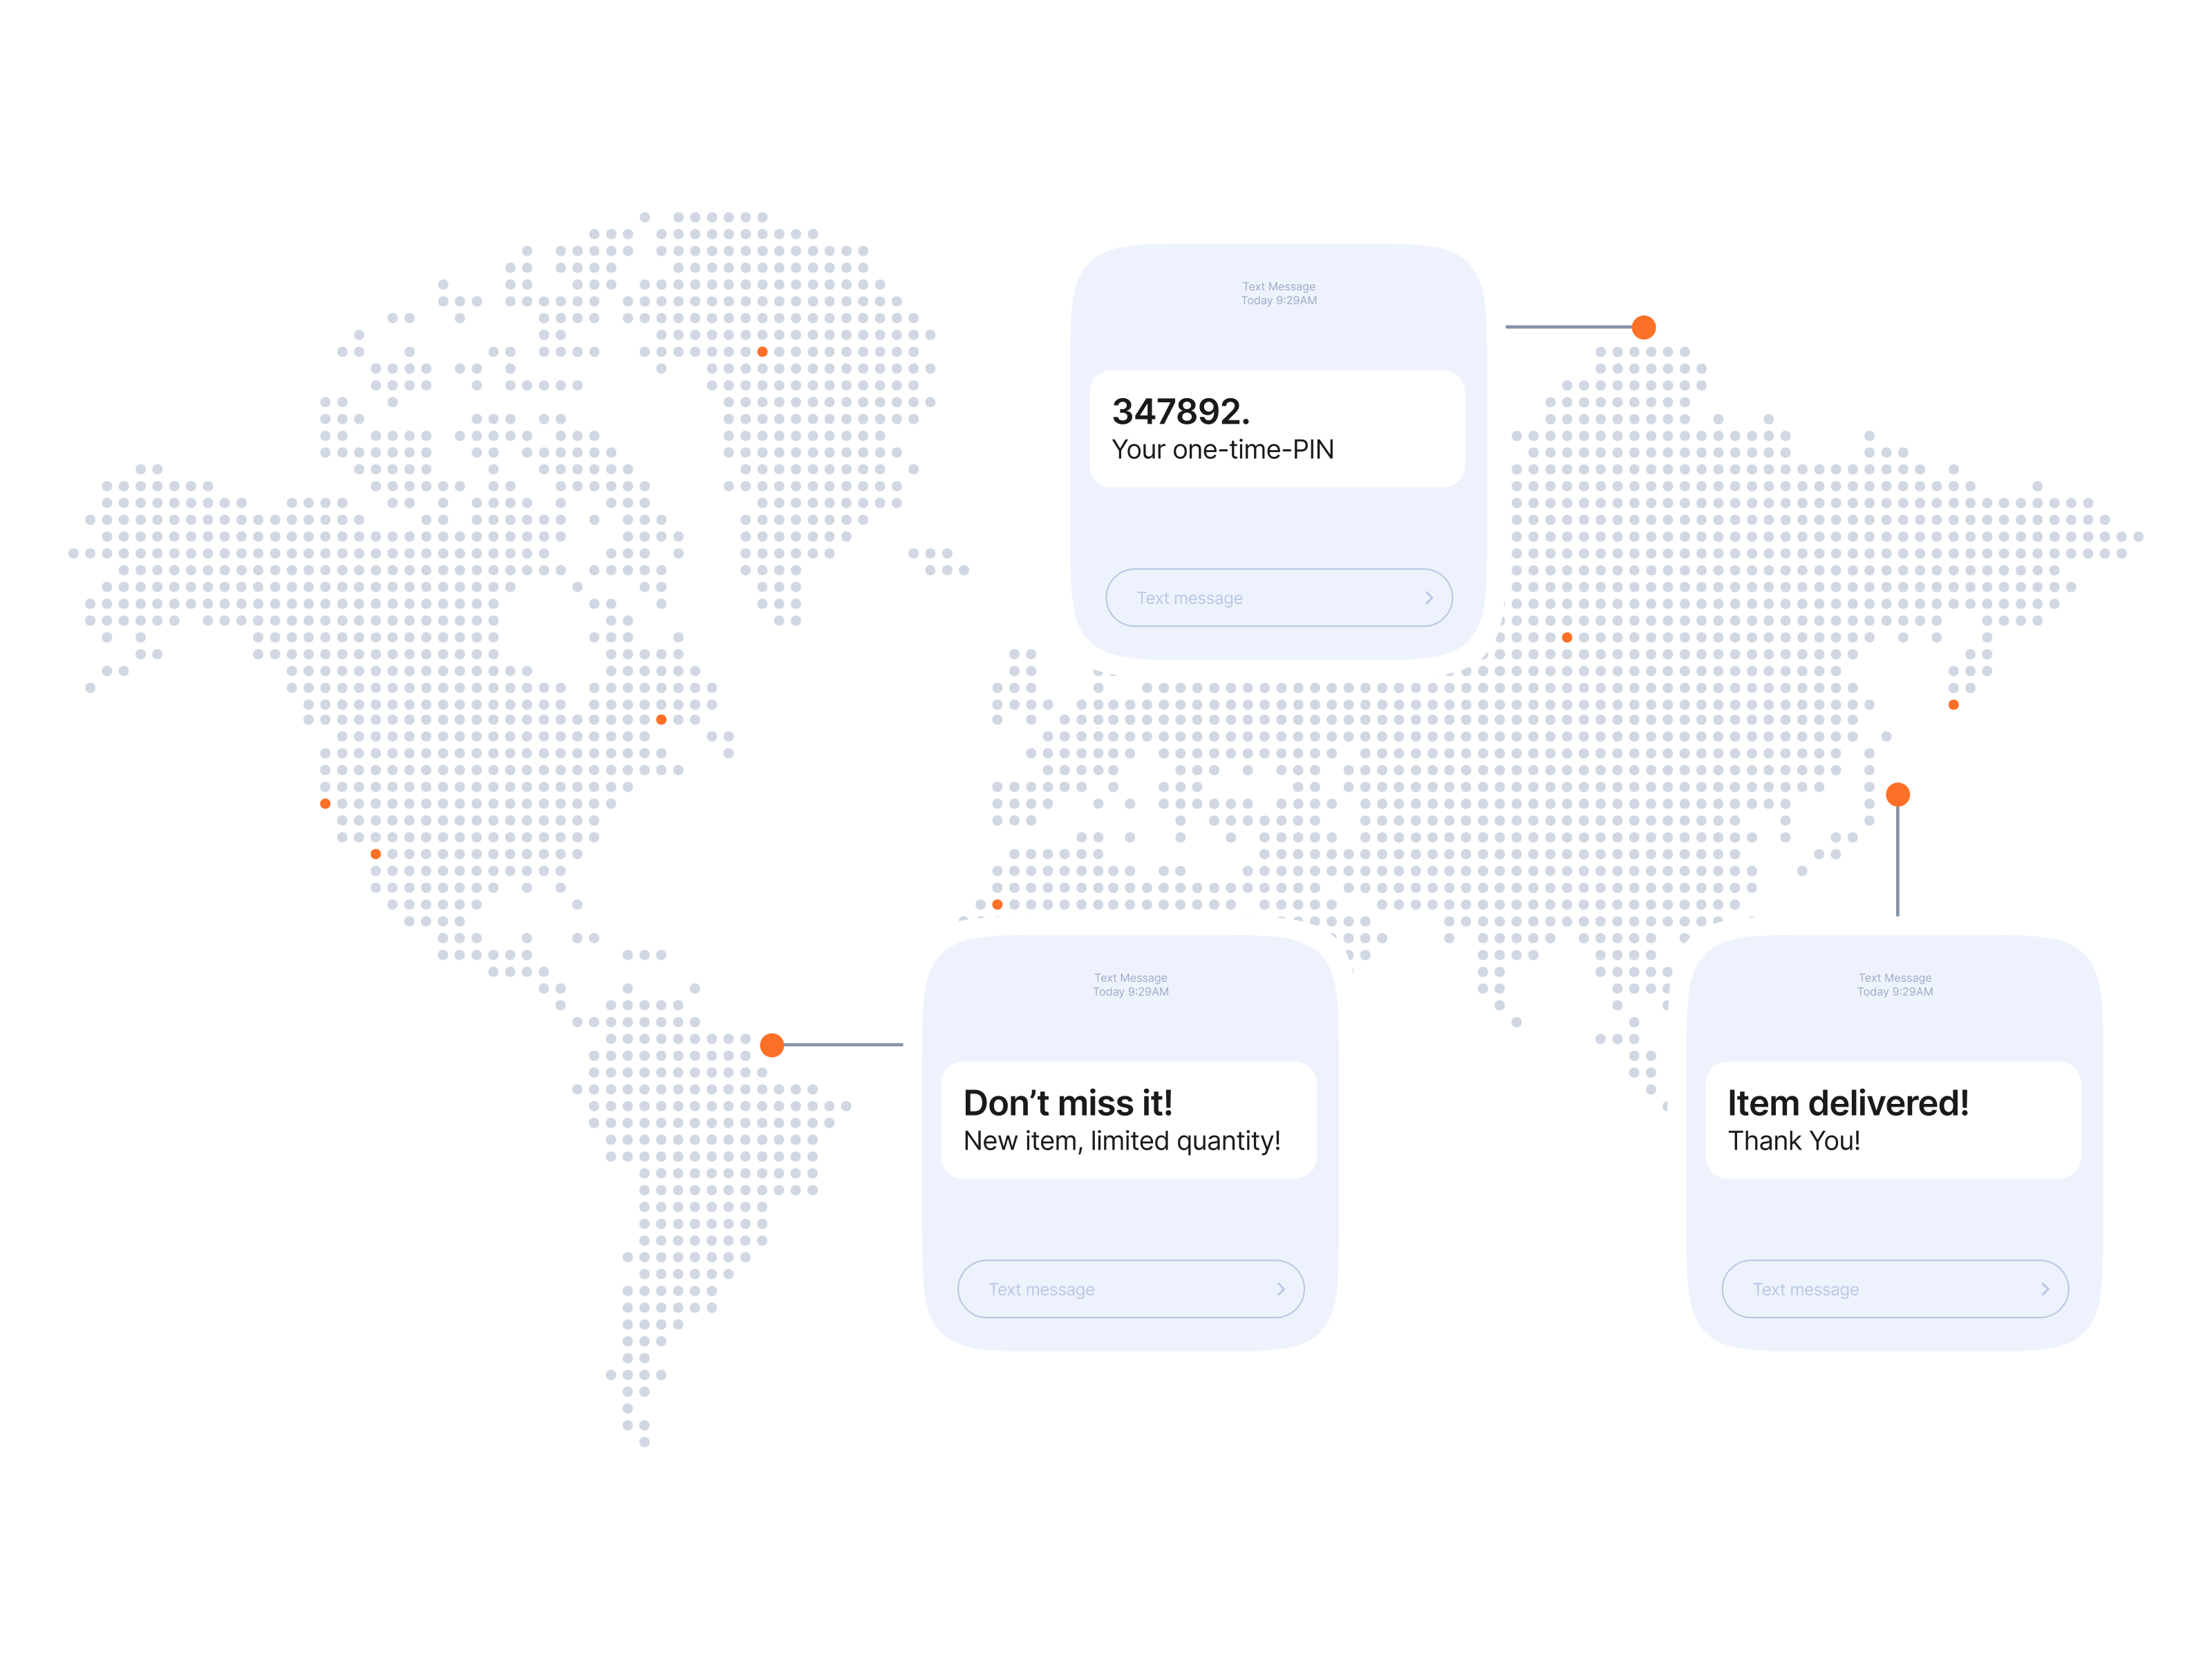 Text Message
Today 9:29AM
347892.
Your one-time-PIN
Text message
Text Message
Today 9:29AM
Don’t miss it!
New item, limited quantity!
Text message
Text Message
Today 9:29AM
Item delivered!
Thank You!
Text message